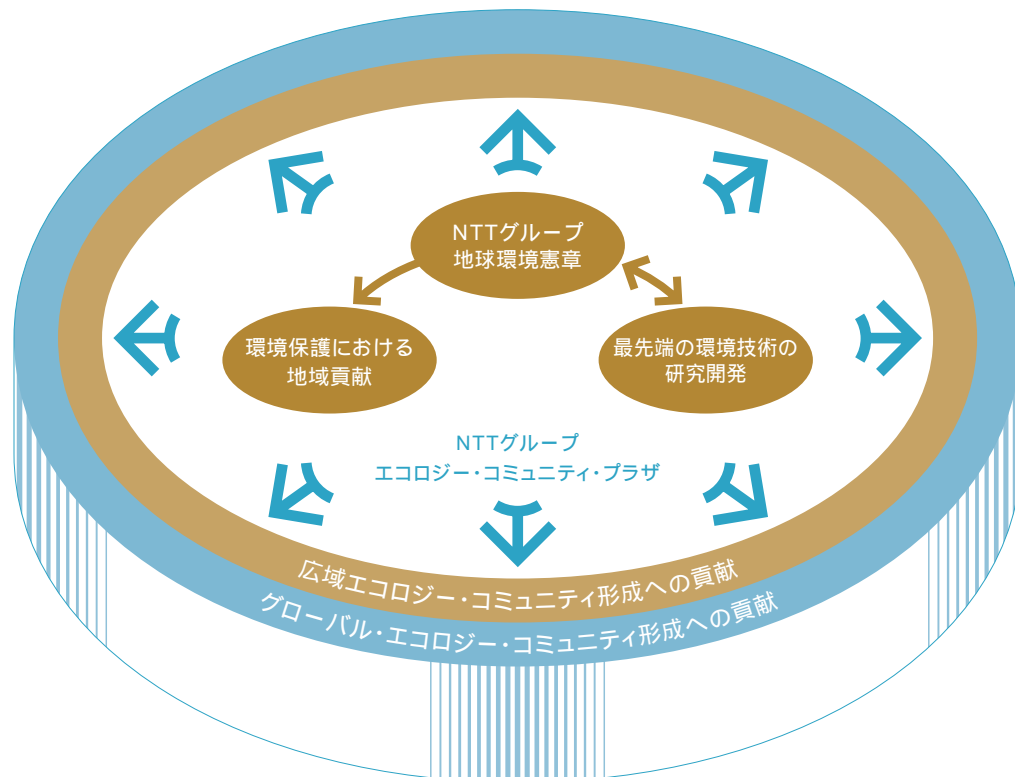 NTTグループ
地球環境憲章
環境保護における
地域貢献
最先端の環境技術の
研究開発
NTTグループ
エコロジー・コミュニティ・プラザ
広域エコロジー・コミュニティ形成への貢献
グローバル・エコロジー・コミュニティ形成への貢献